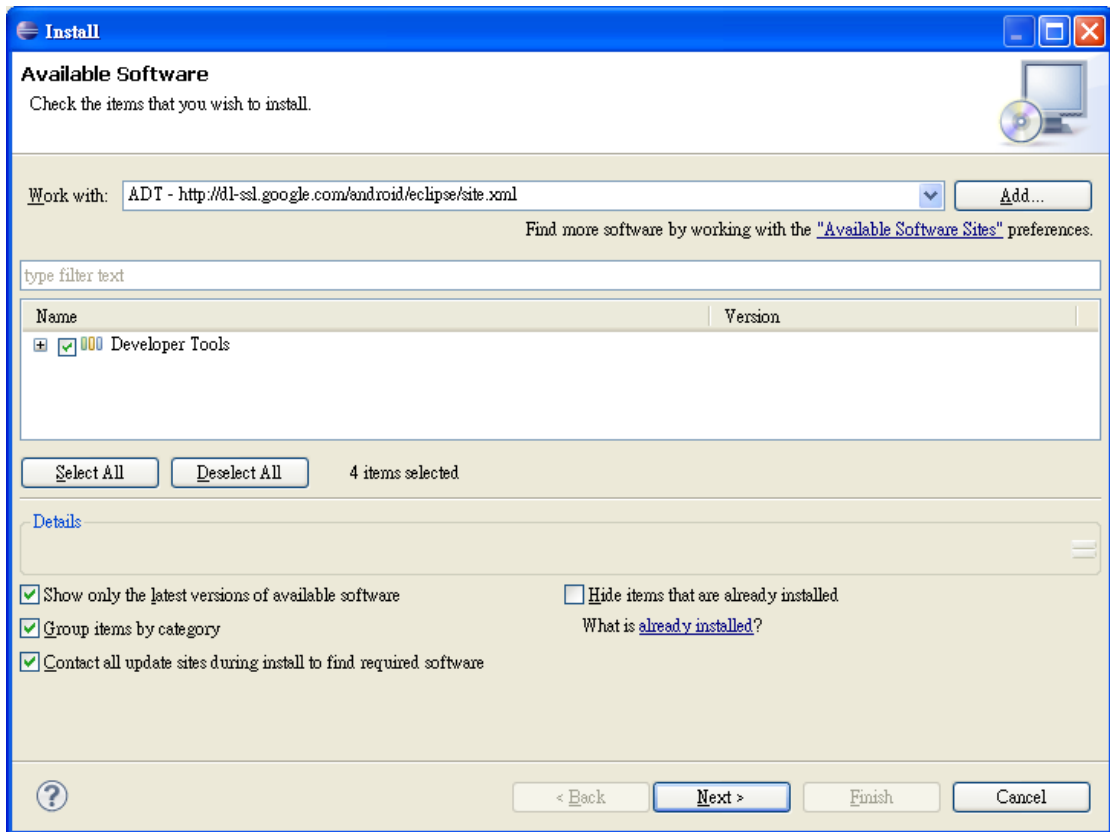 Install
Available Software
Check the items that you wish to install.
Work with: ADT - http://dl-ssl.google.com/android/eclipse/site.xml Add...
Find more software by working with the "Available Software Sites" preferences.
type filter text
Name Version
Developer Tools
Select All Deselect All 4 items selected
Details
Show only the latest versions of available software Hide items that are already installed
Group items by category What is already installed?
Contact all update sites during install to find required software
? < Back Next > Finish Cancel